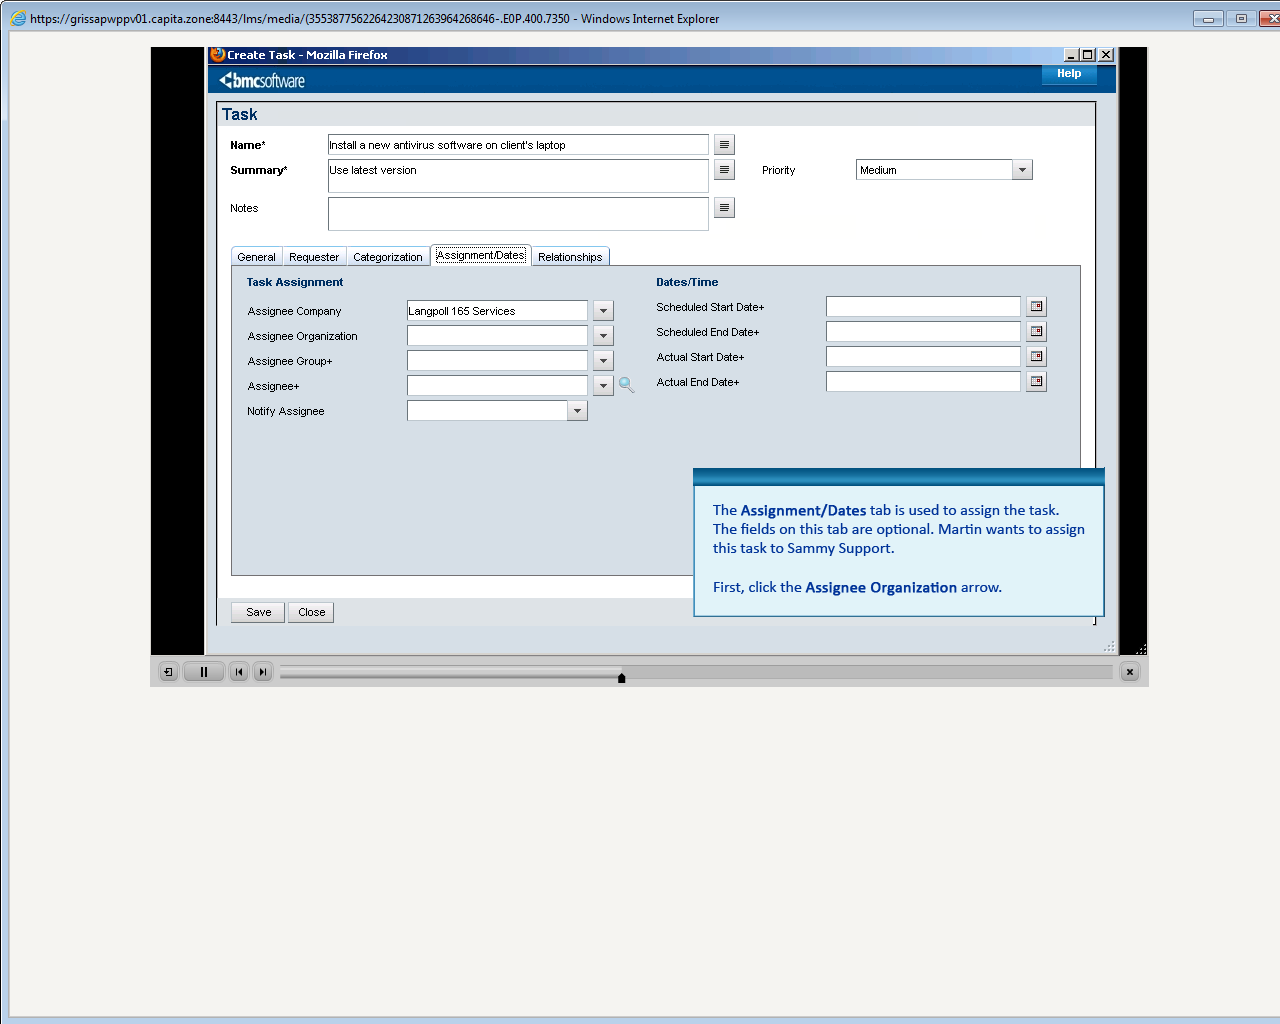 https://grissapwppv01.capita.zone:8443/lms/media/(3553877562264230871263964268646-.E0P.400.7350 - Windows Internet Explorer
Create Task - Mozilla Firefox
bmcsoftware
Help
Task
Name*
Install a new antivirus software on client's laptop
Summary*
Use latest version
Priority
Medium
Notes
General
Requester
Categorization
Assignment/Dates
Relationships
Task Assignment
Dates/Time
Assignee Company
Langpoll 165 Services
Scheduled Start Date+
Assignee Organization
Scheduled End Date+
Assignee Group+
Actual Start Date+
Assignee+
Actual End Date+
Notify Assignee
The Assignment/Dates tab is used to assign the task.
The fields on this tab are optional. Martin wants to assign
this task to Sammy Support.
First, click the Assignee Organization arrow.
Save
Close